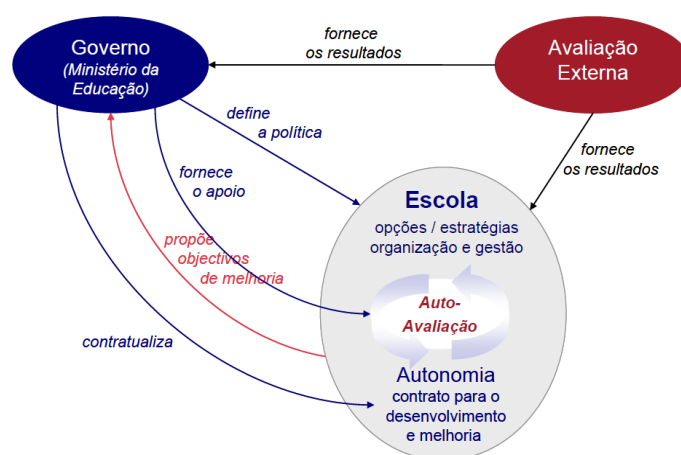 Governo
(Ministério da
Educação)
fornece
os resultados
Avaliação
Externa
define
a política
fornece
os resultados
fornece
o apoio
Escola
opções / estratégias
organização e gestão
propõe
objectivos
de melhoria
Auto-
Avaliação
contratualiza
Autonomia
contrato para o
desenvolvimento
e melhoria